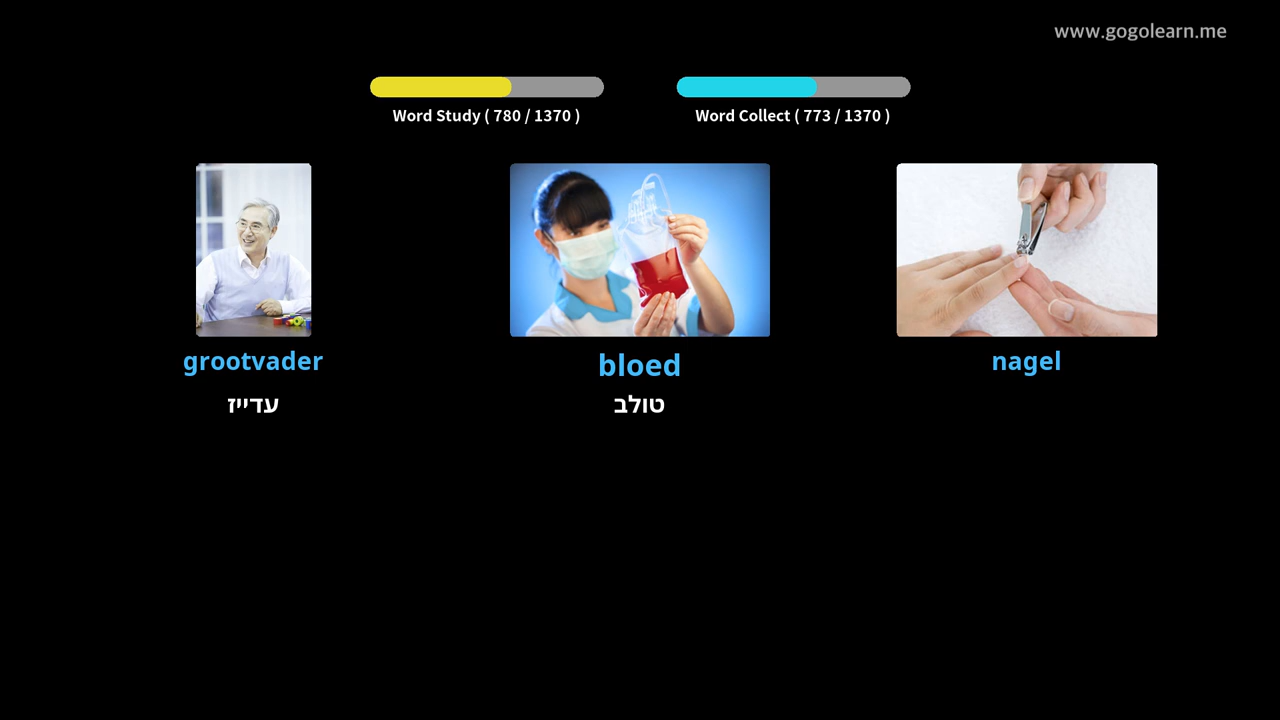 www.gogolearn.me
Word Study ( 780 / 1370 )
Word Collect ( 773 / 1370 )
grootvader
bloed
nagel
עדייז
טולב